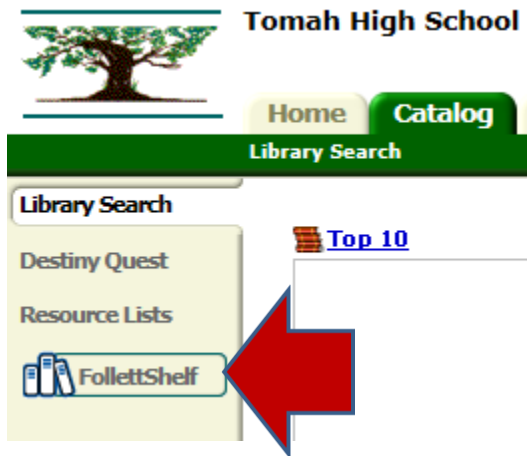 Tomah High School
Home Catalog
Library Search
Library Search
Top 10
Destiny Quest
Resource Lists
FollettShelf